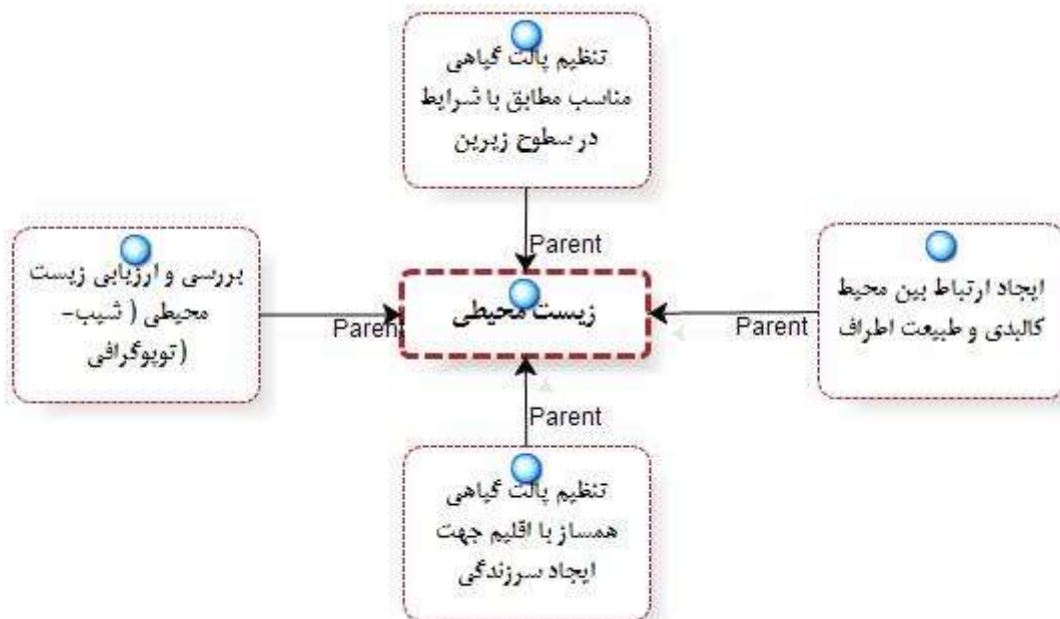 تنظیم پالت گیاهی
مناسب مطابق با شرایط
در سطوح زیرین
Parent
ایجاد ارتباط بین محیط
کالبدی و طبیعت اطراف
Parent
زیست محیطی
Parent
بررسی و ارزیابی زیست
محیطی ( شیب-
توپوگرافی)
Parent
تنظیم پالت گیاهی
همساز با اقلیم جهت
ایجاد سرزندگی